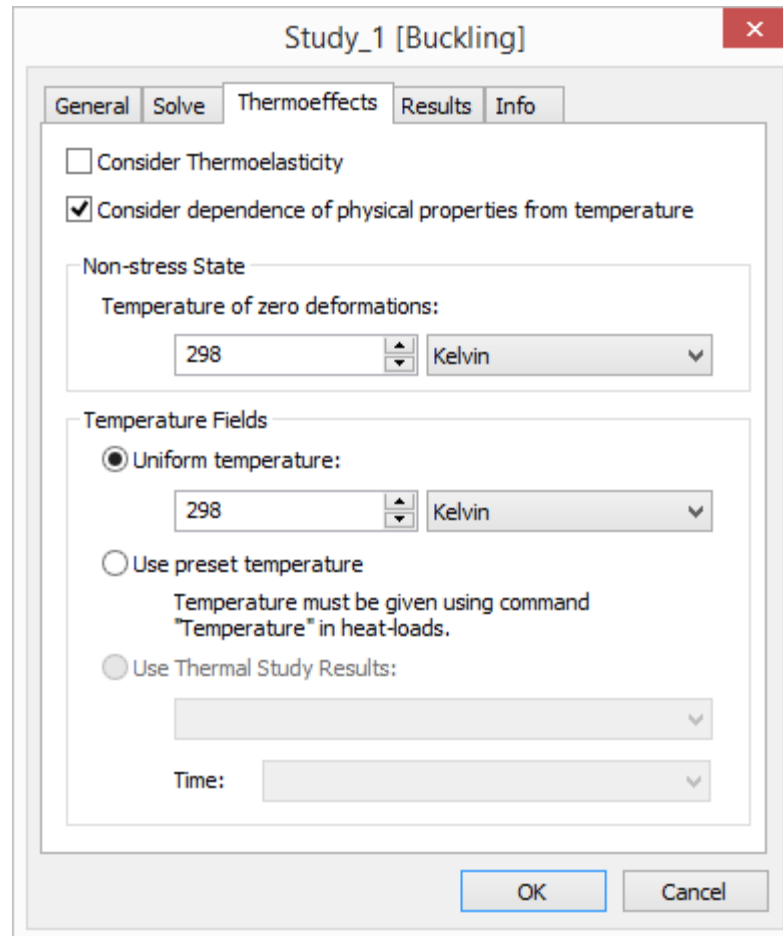 Study_1 [Buckling]
General Solve Thermoeffects Results Info
Consider Thermoelasticity
Consider dependence of physical properties from temperature
Non-stress State
Temperature of zero deformations:
298 Kelvin
Temperature Fields
Uniform temperature:
298 Kelvin
Use preset temperature
Temperature must be given using command
"Temperature" in heat-loads.
Use Thermal Study Results:
Time:
OK Cancel